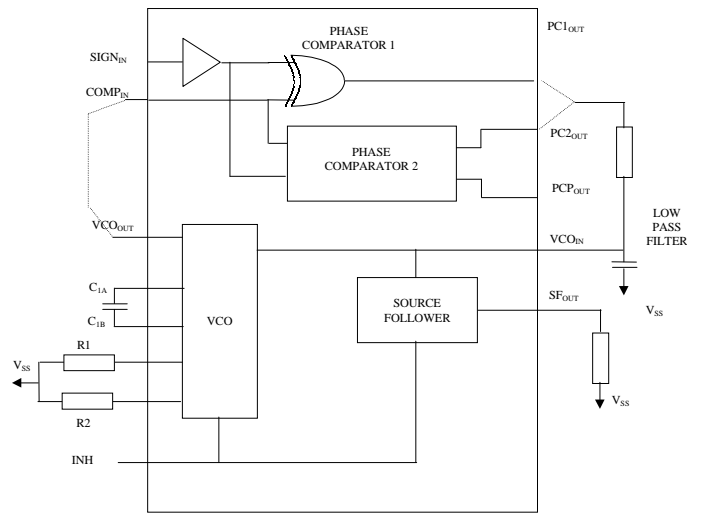 PC1OUT
PHASE
COMPARATOR 1
SIGNIN
COMPIN
PHASE
COMPARATOR 2
PC2OUT
PCPOUT
LOW
PASS
FILTER
VCOOUT
VCOIN
C1A
C1B
VCO
SOURCE
FOLLOWER
SFOUT
VSS
R1
VSS
R2
VSS
INH